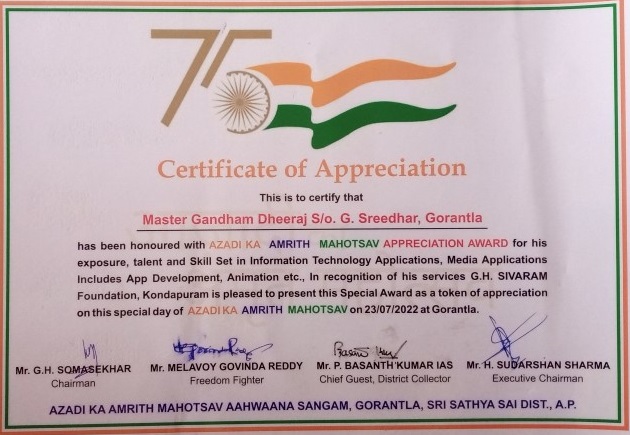 75
Certificate of Appreciation
This is to certify that
Master Gandham Dheeraj S/o. G. Sreedhar, Gorantla
has been honoured with AZADI KA AMRITH MAHOTSAV APPRECIATION AWARD for his
exposure, talent and Skill Set in Information Technology Applications, Media Applications
Includes App Development, Animation etc., In recognition of his services G.H. SIVARAM
Foundation, Kondapuram is pleased to present this Special Award as a token of appreciation
on this special day of AZADI KA AMRITH MAHOTSAV on 23/07/2022 at Gorantla.
Mr. G.H. SOMASEKHAR Mr. MELAVOY GOVINDA REDDY Mr. P. BASANTH KUMAR IAS Mr. H. SUDARSHAN SHARMA
Chairman Freedom Fighter Chief Guest, District Collector Executive Chairman
AZADI KA AMRITH MAHOTSAV AAHWAANA SANGAM, GORANTLA, SRI SATHYA SAI DIST., A.P.